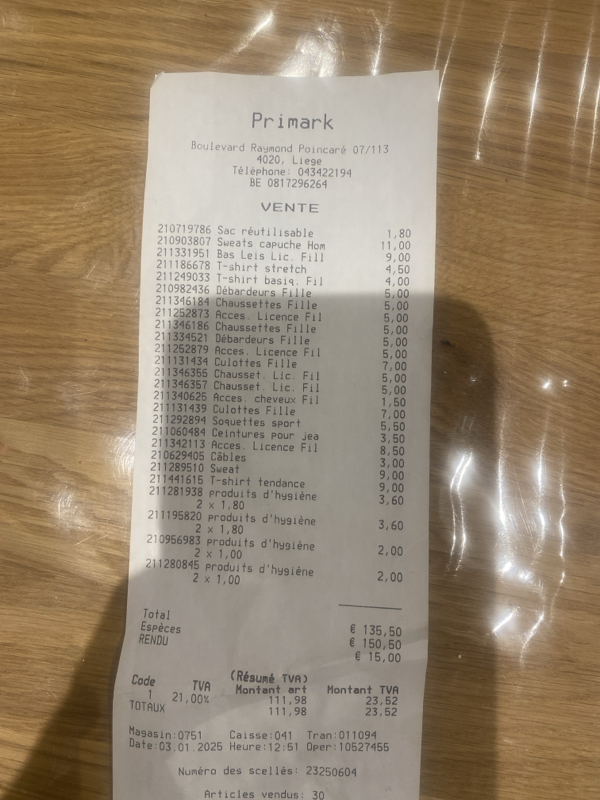 Primark
Boulevard Raymond Poincaré 07/113
4020, Liege
Téléphone: 043422194
BE 0817296264
VENTE
210719786 Sac réutilisable 1,80
210903807 Sweats capuche Hom 11,00
211331951 Bas Leis Lic. Fill 9,00
211186678 T-shirt stretch 4,50
211249033 T-shirt basiq. Fil 4,00
210982436 Débardeurs Fille 5,00
211346184 Chaussettes Fille 5,00
211252873 Acces. Licence Fil 5,00
211346186 Chaussettes Fille 5,00
211334521 Débardeurs Fille 5,00
211252879 Acces. Licence Fil 5,00
211131434 Culottes Fille 7,00
211346356 Chausset. Lic. Fil 5,00
211346357 Chausset. Lic. Fil 5,00
211340625 Acces. cheveux Fil 1,50
211131439 Culottes Fille 7,00
211292894 Soquettes sport 5,50
211060484 Ceintures pour jea 3,50
211342113 Acces. Licence Fil 8,50
210629405 Câbles 3,00
211289510 Sweat 9,00
211441615 T-shirt tendance 9,00
211281938 produits d'hygiène 3,60
2 x 1,80
211195820 produits d'hygiène 3,60
2 x 1,80
210956983 produits d'hygiène 2,00
2 x 1,00
211280845 produits d'hygiène 2,00
2 x 1,00
Total € 135,50
Espèces € 150,50
RENDU € 15,00
(Résumé TVA)
Code TVA Montant art Montant TVA
1 21,00% 111,98 23,52
TOTAUX 111,98 23,52
Magasin:0751 Caisse:041 Tran:011094
Date:03.01.2025 Heure:12:51 Oper:10527455
Numéro des scellés: 23250604
Articles vendus: 30